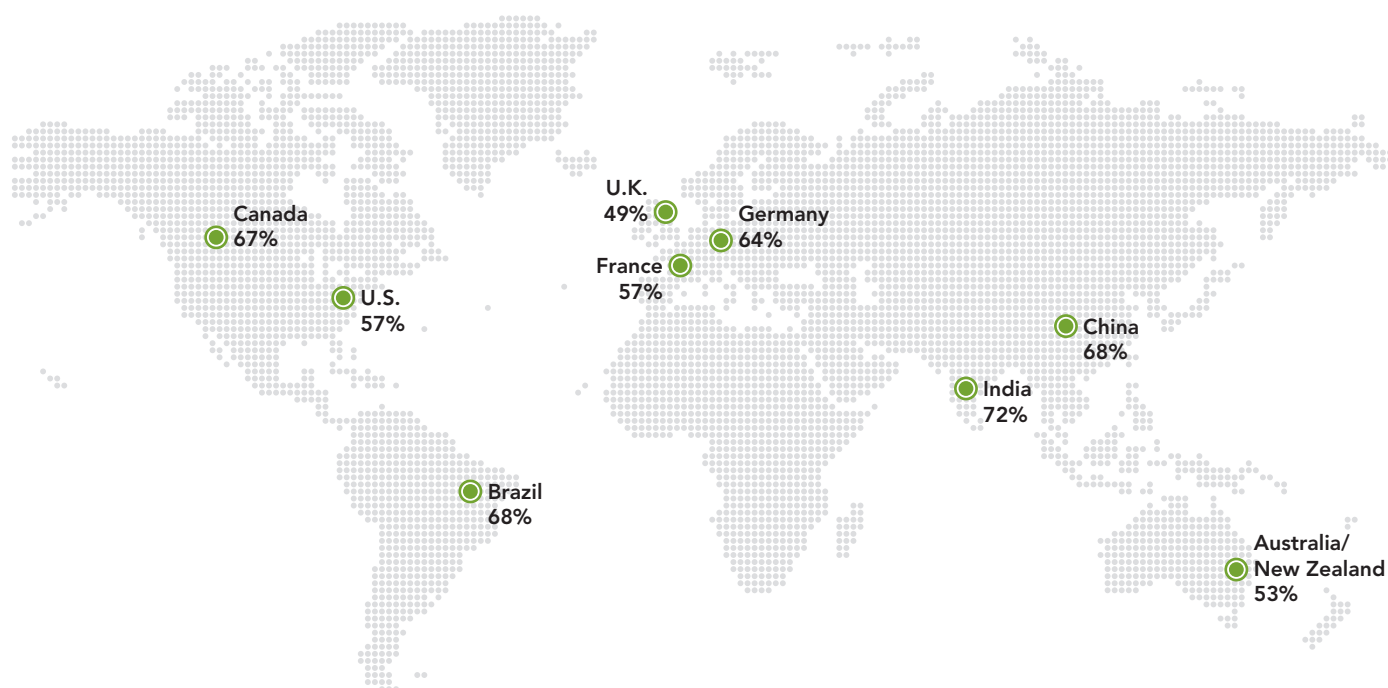 U.K.
49%
Canada
67%
Germany
64%
France
57%
U.S.
57%
China
68%
India
72%
Brazil
68%
Australia/
New Zealand
53%